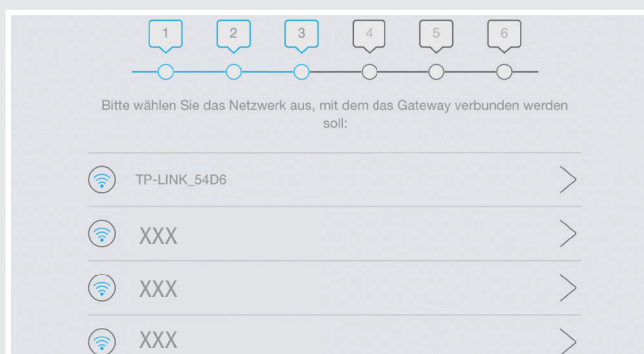 1 2 3 4 5 6
Bitte wählen Sie das Netzwerk aus, mit dem das Gateway verbunden werden
soll:
TP-LINK_54D6
XXX
XXX
XXX